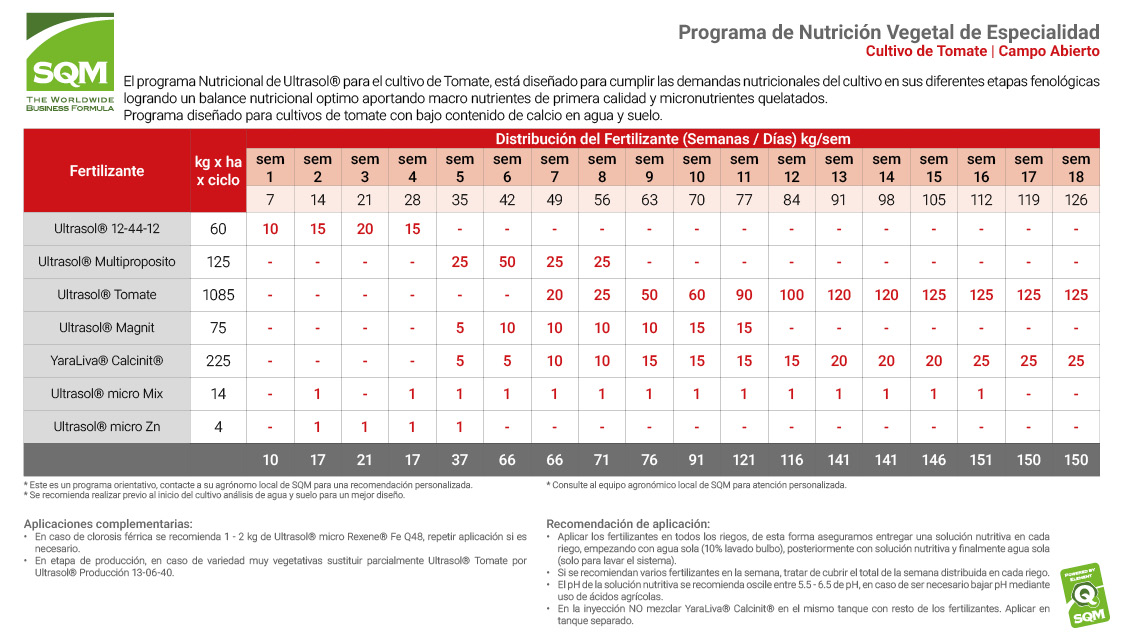 SQM
THE WORLDWIDE
BUSINESS FORMULA
Programa de Nutrición Vegetal de Especialidad
Cultivo de Tomate | Campo Abierto
El programa Nutricional de Ultrasol® para el cultivo de Tomate, está diseñado para cumplir las demandas nutricionales del cultivo en sus diferentes etapas fenológicas
logrando un balance nutricional optimo aportando macro nutrientes de primera calidad y micronutrientes quelatados.
Programa diseñado para cultivos de tomate con bajo contenido de calcio en agua y suelo.
Fertilizante kg x ha x ciclo Distribución del Fertilizante (Semanas / Días) kg/sem
sem 1 sem 2 sem 3 sem 4 sem 5 sem 6 sem 7 sem 8 sem 9 sem 10 sem 11 sem 12 sem 13 sem 14 sem 15 sem 16 sem 17 sem 18
7 14 21 28 35 42 49 56 63 70 77 84 91 98 105 112 119 126
Ultrasol® 12-44-12 60 10 15 20 15 - - - - - - - - - - - - - -
Ultrasol® Multiproposito 125 - - - - 25 50 25 25 - - - - - - - - - -
Ultrasol® Tomate 1085 - - - - - - 20 25 50 60 90 100 120 120 125 125 125 125
Ultrasol® Magnit 75 - - - - 5 10 10 10 10 15 15 - - - - - - -
YaraLiva® Calcinit® 225 - - - - 5 5 10 10 15 15 15 15 20 20 20 25 25 25
Ultrasol® micro Mix 14 - 1 - 1 1 1 1 1 1 1 1 1 1 1 1 1 - -
Ultrasol® micro Zn 4 - 1 1 1 1 - - - - - - - - - - - - -
10 17 21 17 37 66 66 71 76 91 121 116 141 141 146 151 150 150
* Este es un programa orientativo, contacte a su agrónomo local de SQM para una recomendación personalizada.
* Se recomienda realizar previo al inicio del cultivo análisis de agua y suelo para un mejor diseño.
* Consulte al equipo agronómico local de SQM para atención personalizada.
Aplicaciones complementarias:
• En caso de clorosis férrica se recomienda 1 - 2 kg de Ultrasol® micro Rexene® Fe Q48, repetir aplicación si es
necesario.
• En etapa de producción, en caso de variedad muy vegetativas sustituir parcialmente Ultrasol® Tomate por
Ultrasol® Producción 13-06-40.
Recomendación de aplicación:
• Aplicar los fertilizantes en todos los riegos, de esta forma aseguramos entregar una solución nutritiva en cada
riego, empezando con agua sola (10% lavado bulbo), posteriormente con solución nutritiva y finalmente agua sola
(solo para lavar el sistema).
• Si se recomiendan varios fertilizantes en la semana, tratar de cubrir el total de la semana distribuida en cada riego.
• El pH de la solución nutritiva se recomienda oscile entre 5.5 - 6.5 de pH, en caso de ser necesario bajar pH mediante
uso de ácidos agrícolas.
• En la inyección NO mezclar YaraLiva® Calcinit® en el mismo tanque con resto de los fertilizantes. Aplicar en
tanque separado.
POWERED BY
ELEMENT
Q
SQM